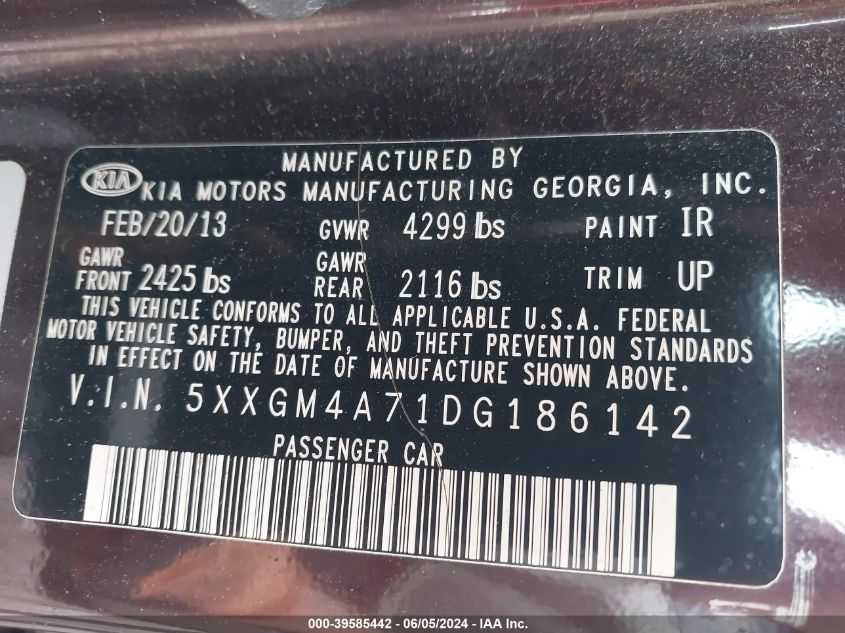 MANUFACTURED BY
KIA KIA MOTORS MANUFACTURING GEORGIA, INC.
FEB/20/13 GVWR 4299 lbs PAINT IR
GAWR FRONT 2425 lbs GAWR REAR 2116 lbs TRIM UP
THIS VEHICLE CONFORMS TO ALL APPLICABLE U.S.A. FEDERAL
MOTOR VEHICLE SAFETY, BUMPER, AND THEFT PREVENTION STANDARDS
IN EFFECT ON THE DATE OF MANUFACTURE SHOWN ABOVE.
V.I.N. 5XXGM4A71DG186142
PASSENGER CAR
000-39585442 - 06/05/2024 - IAA Inc.